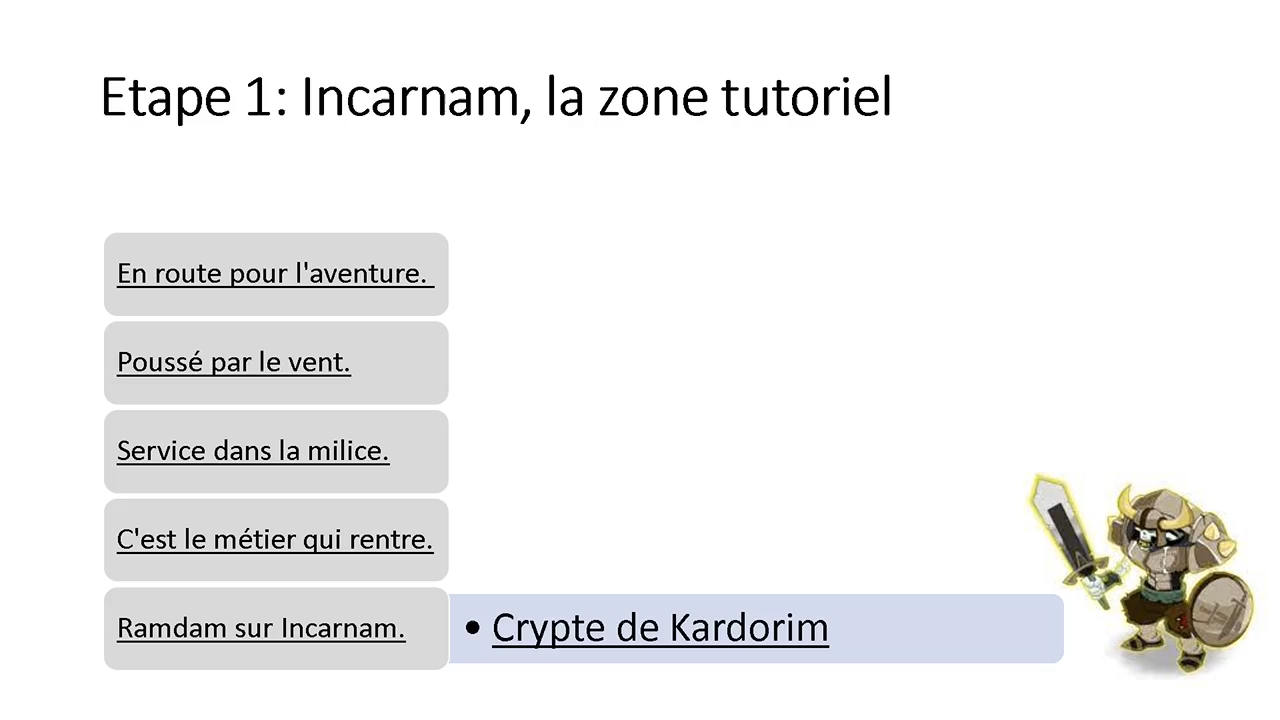 Etape 1: Incarnam, la zone tutoriel
En route pour l'aventure.
Poussé par le vent.
Service dans la milice.
C'est le métier qui rentre.
Ramdam sur Incarnam.
• Crypte de Kardorim